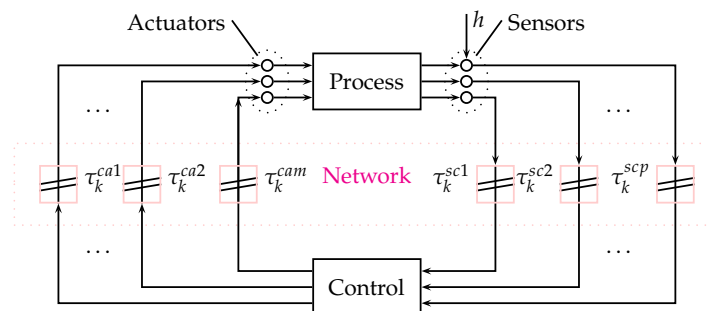 Actuators h Sensors
Process
... ...
Network
τ_k^{ca1} τ_k^{ca2} τ_k^{cam} τ_k^{sc1} τ_k^{sc2} τ_k^{scp}
... ...
Control